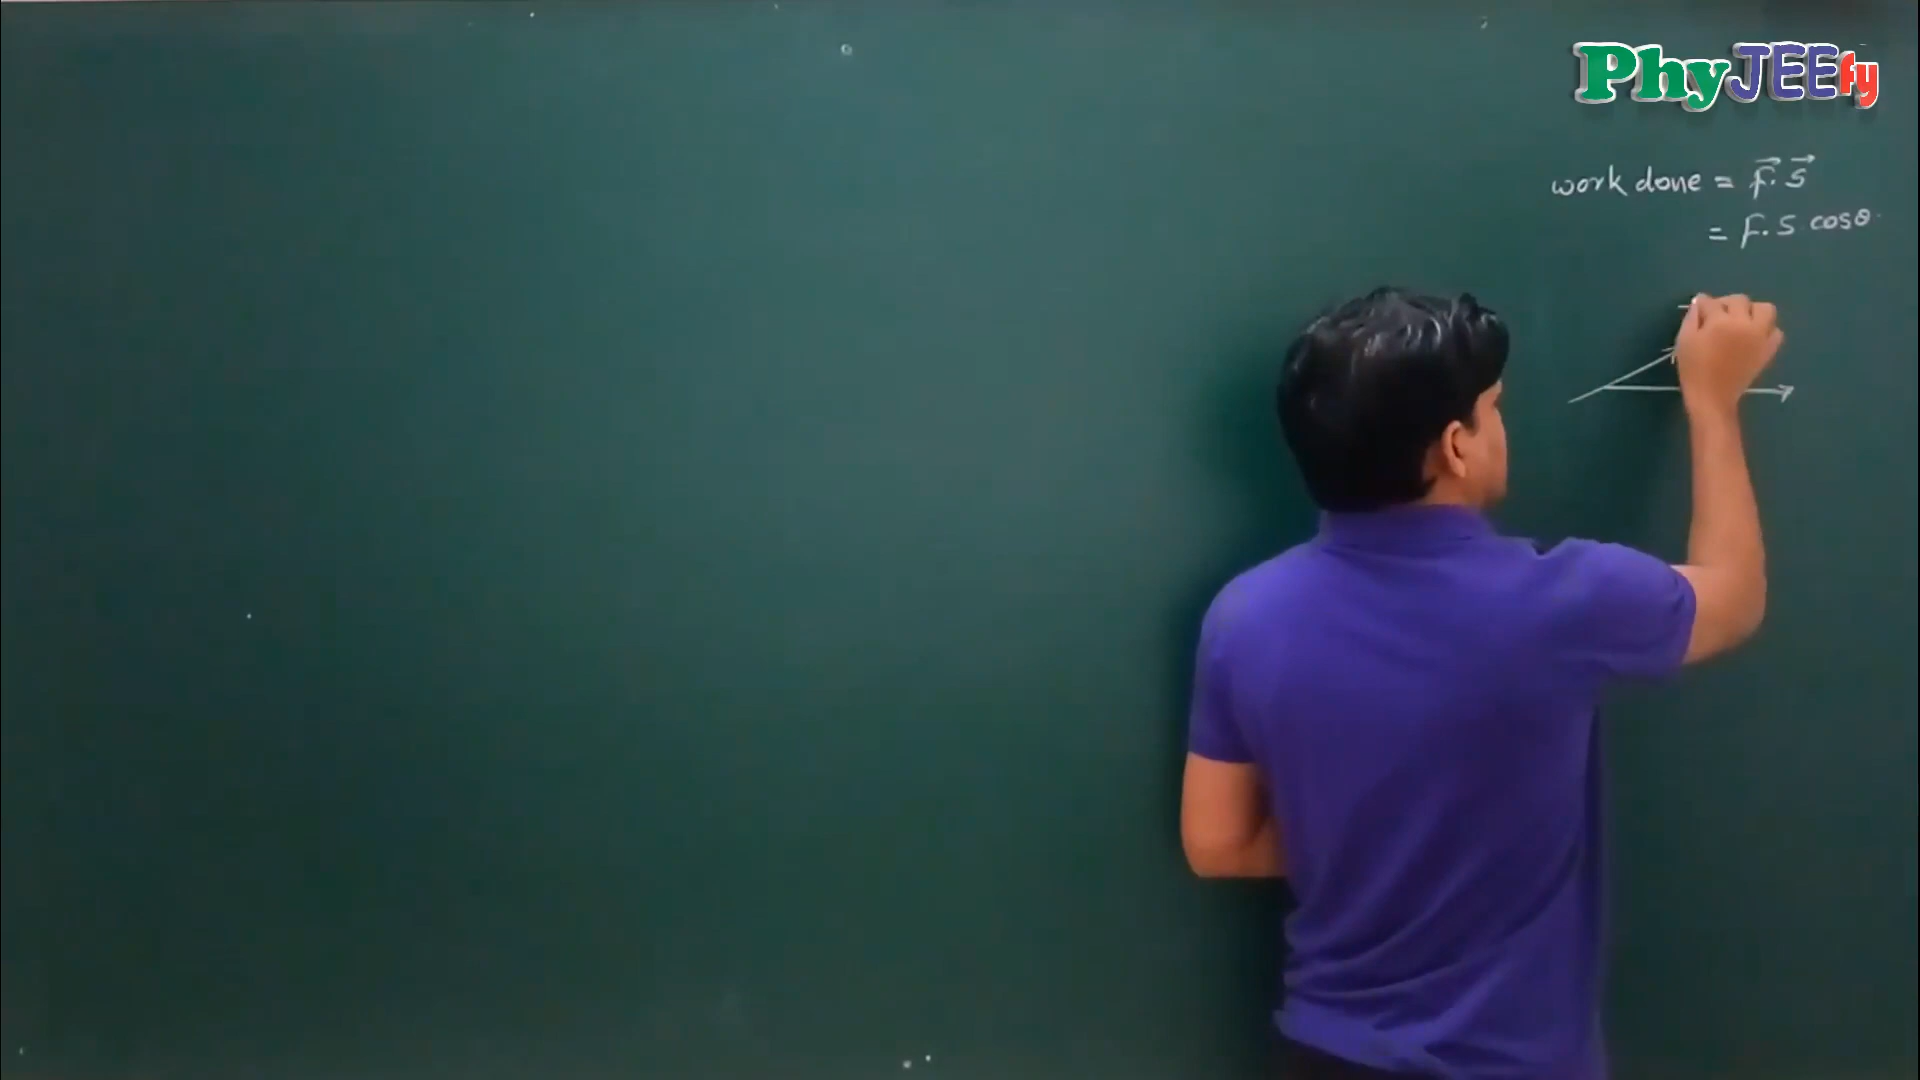 PhyJEEfy
work done = F⃗. S⃗
= F. S cosθ